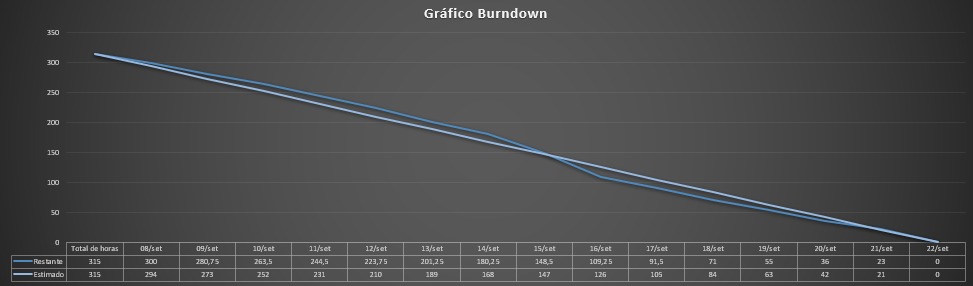 Gráfico Burndown
350
300
250
200
150
100
50
0
Total de horas 08/set 09/set 10/set 11/set 12/set 13/set 14/set 15/set 16/set 17/set 18/set 19/set 20/set 21/set 22/set
Restante 315 300 280,75 263,5 244,5 223,75 201,25 180,25 148,5 109,25 91,5 71 55 36 23 0
Estimado 315 294 273 252 231 210 189 168 147 126 105 84 63 42 21 0